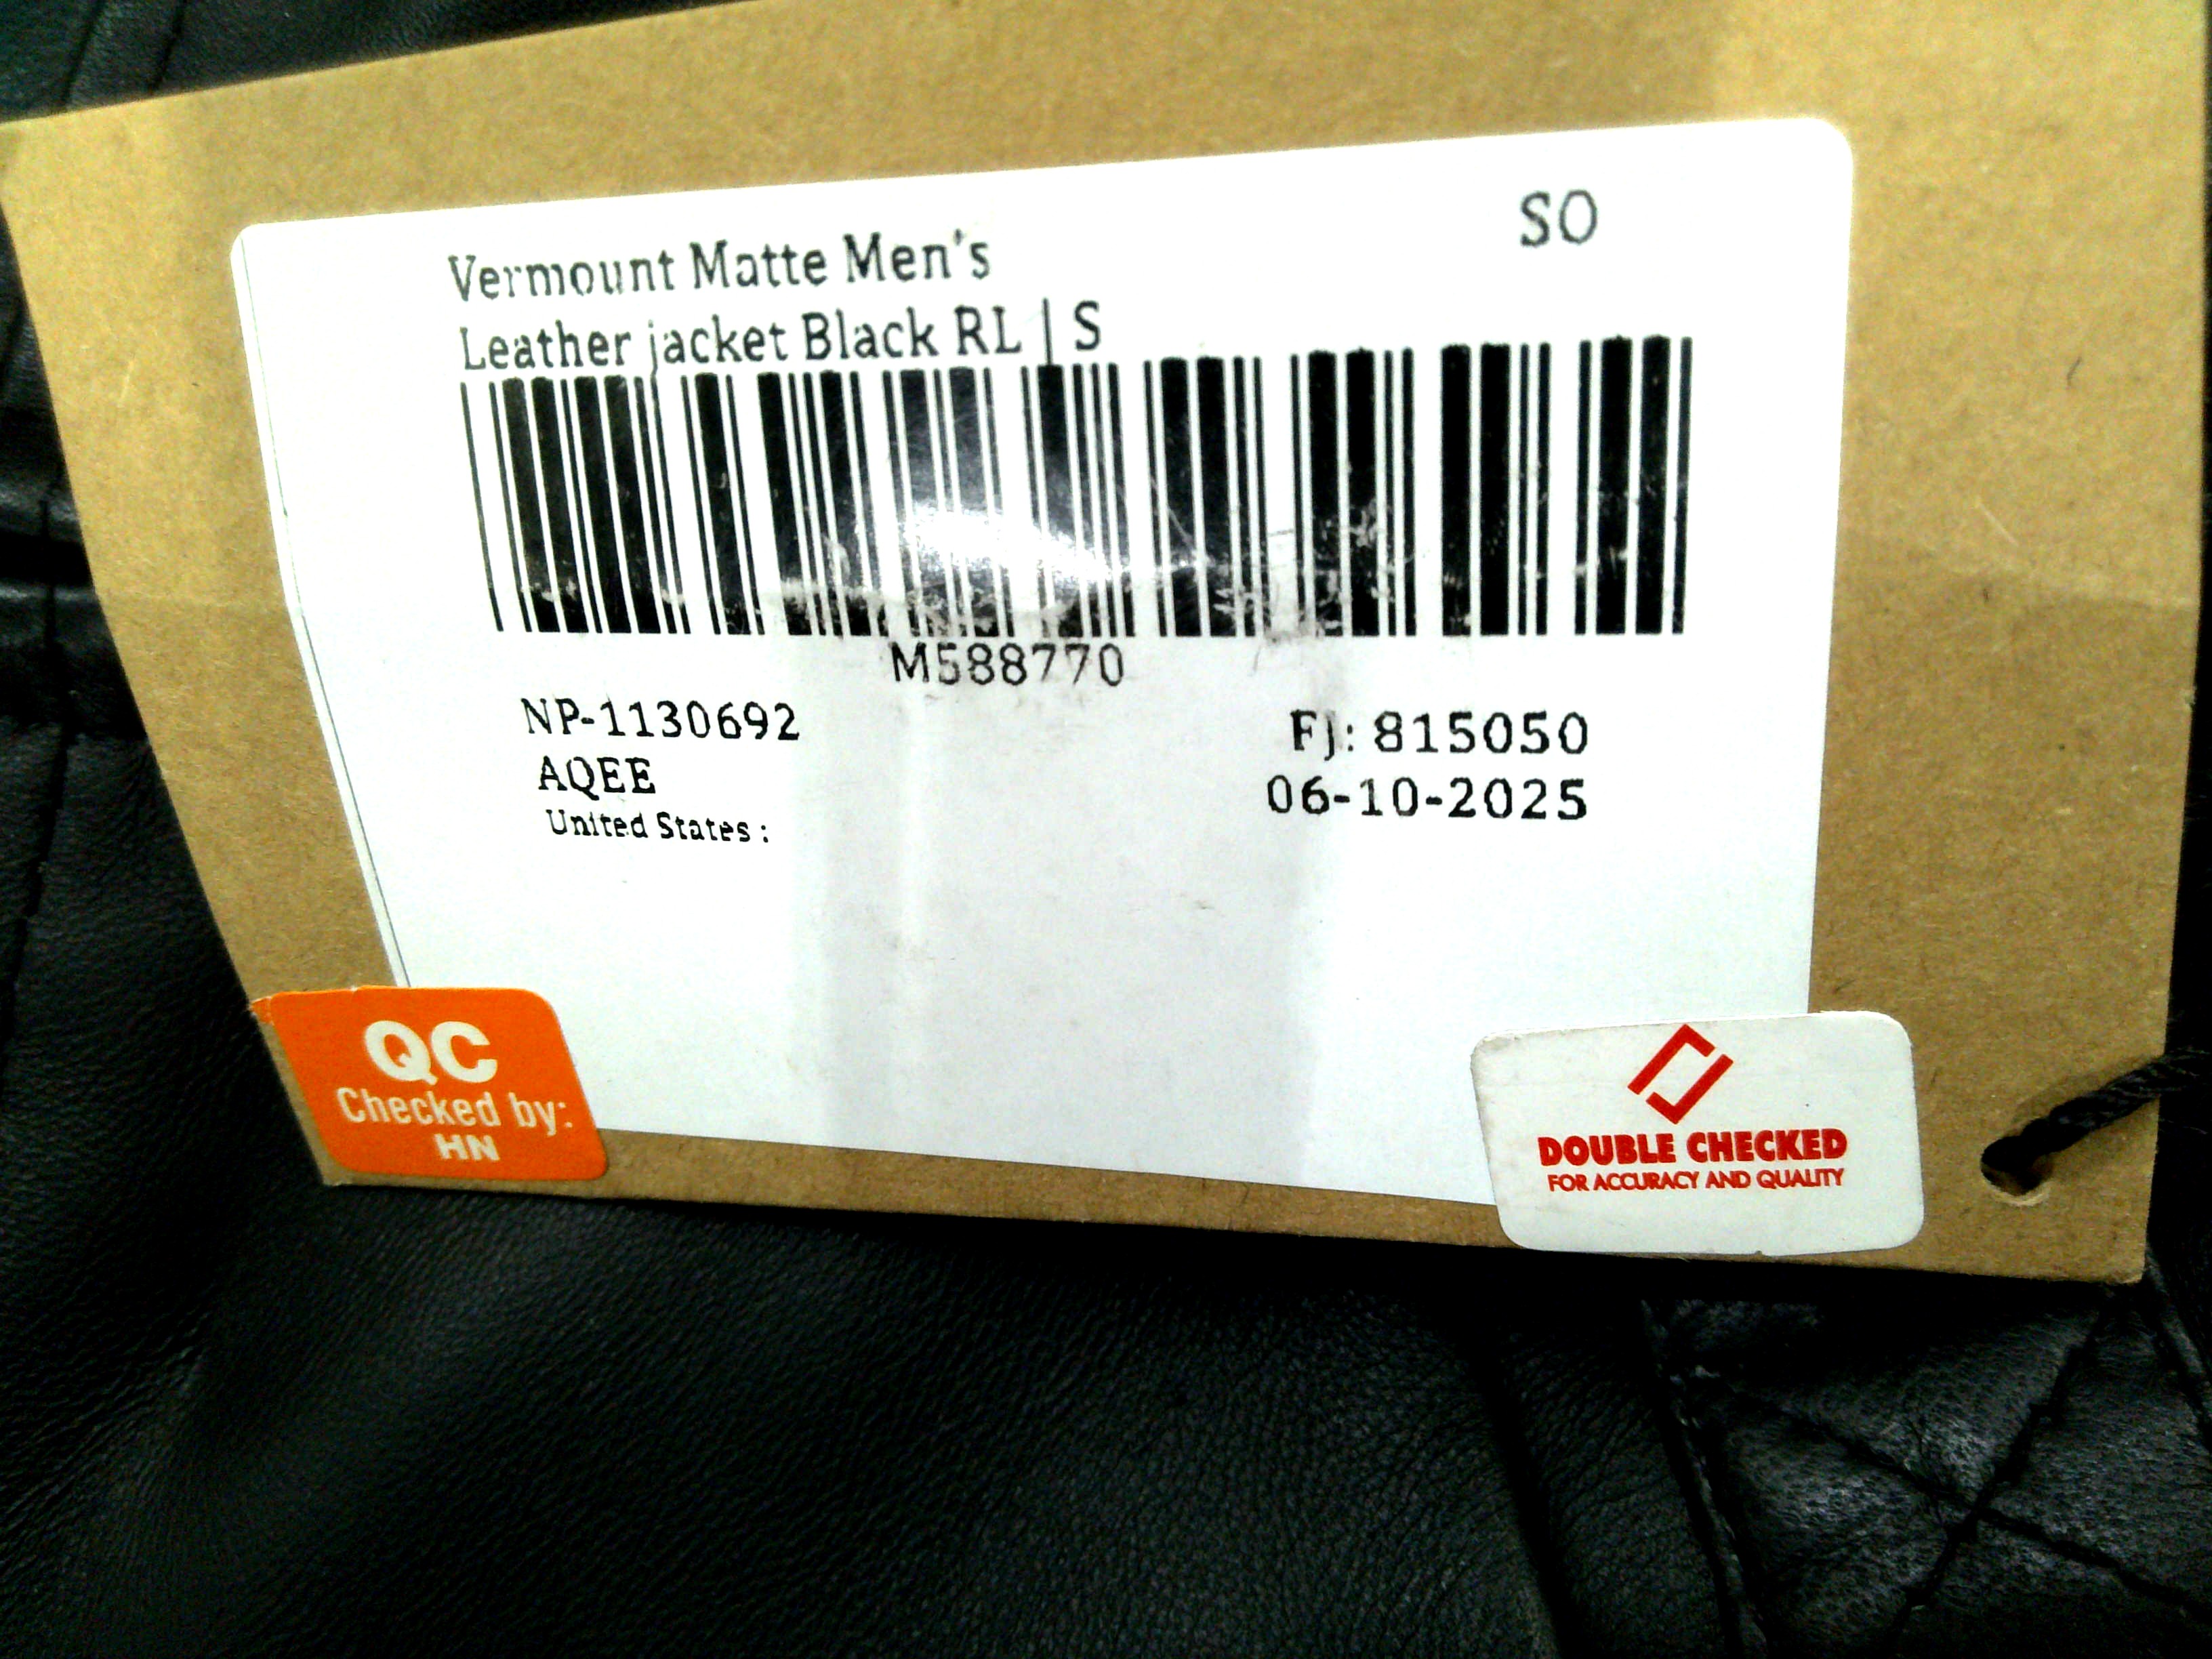 SO
Vermount Matte Men's
Leather jacket Black RL | S
M588770
NP-1130692
FJ: 815050
AQEE
06-10-2025
United States :
QC
Checked by:
HN
DOUBLE CHECKED
FOR ACCURACY AND QUALITY